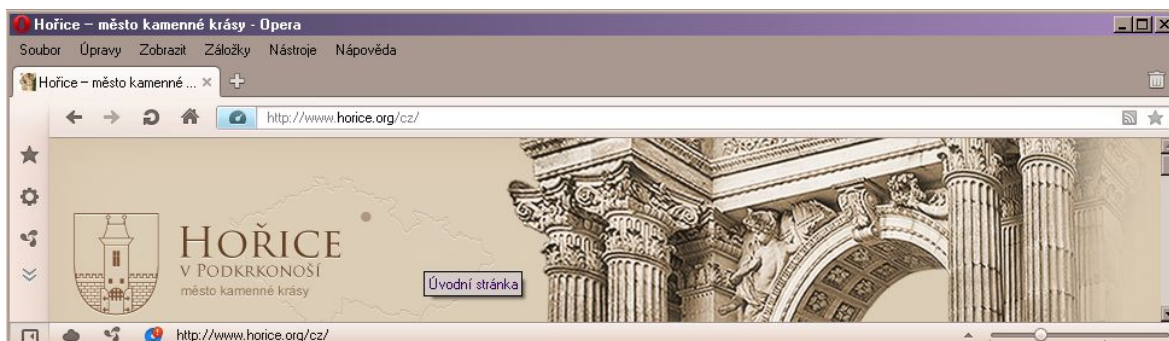 Hořice – město kamenné krásy - Opera
Soubor Úpravy Zobrazit Záložky Nástroje Nápověda
Hořice – město kamenné ...
http://www.horice.org/cz/
HOŘICE
V PODKRKONOŠÍ
město kamenné krásy
Úvodní stránka
http://www.horice.org/cz/